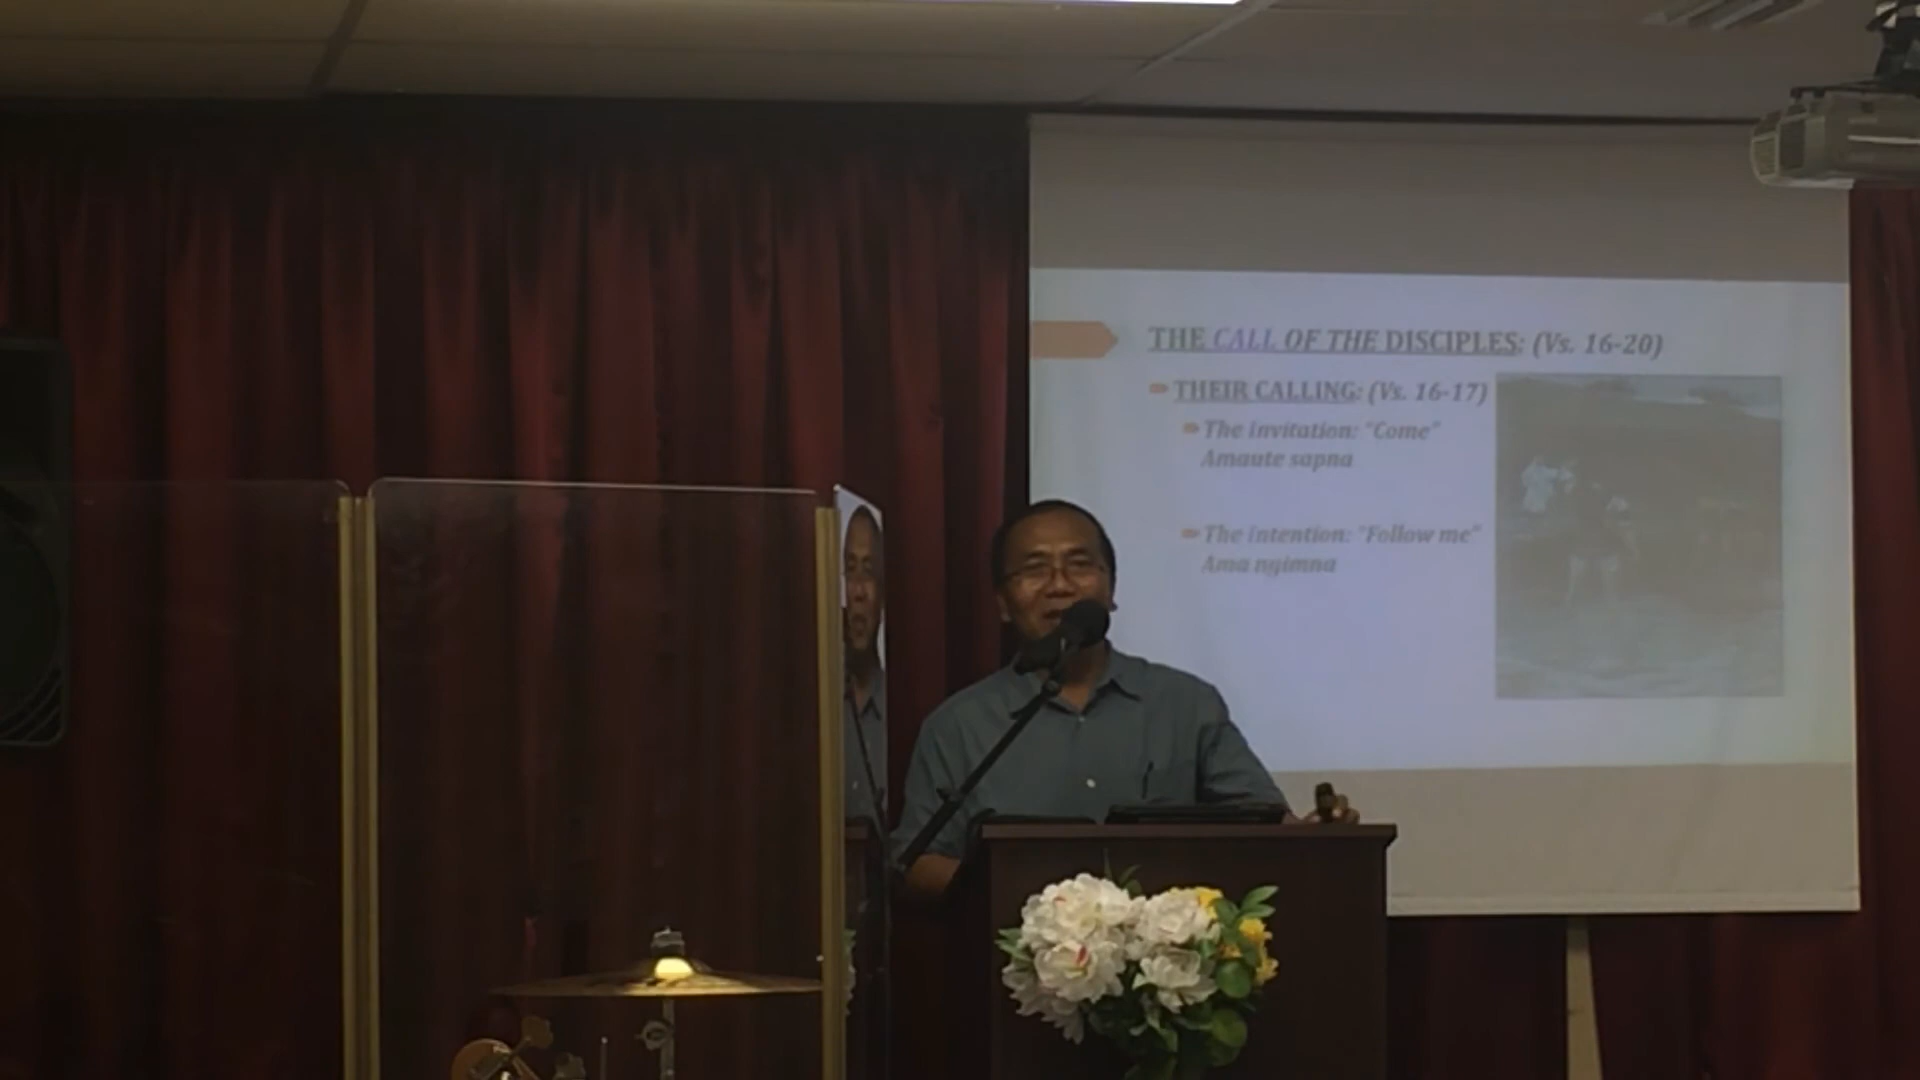 THE CALL OF THE DISCIPLES: (Vs. 16-20)
THEIR CALLING: (Vs. 16-17)
The invitation: "Come"
Amaute sapna
The intention: "Follow me"
Ama nyimna